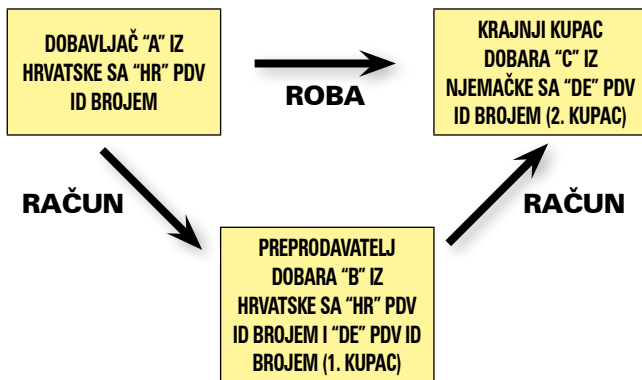 DOBAVLJAČ “A” IZ
HRVATSKE SA “HR” PDV
ID BROJEM
ROBA
KRAJNJI KUPAC
DOBARA “C” IZ
NJEMAČKE SA “DE” PDV
ID BROJEM (2. KUPAC)
RAČUN
RAČUN
PREPRODAVATELJ
DOBARA “B” IZ
HRVATSKE SA “HR” PDV
ID BROJEM I “DE” PDV ID
BROJEM (1. KUPAC)